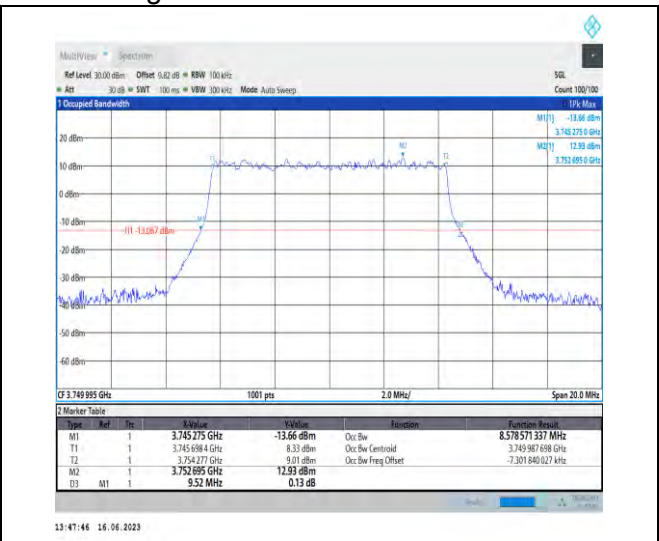 MultiView Spectrum
Ref Level 30.00 dBm Offset 9.82 dB RBW 100 kHz SGL
Att 30 dB SWT 100 ms VBW 300 kHz Mode Auto Sweep Count 100/100
1 Occupied Bandwidth 1Pk Max
M1[1] -13.66 dBm
3.745 275 0 GHz
M2[1] 12.93 dBm
3.752 695 0 GHz
20 dBm
M2
T1 T2
10 dBm
0 dBm
-10 dBm
M1
H1 -13.067 dBm
-20 dBm
-30 dBm
-40 dBm
-50 dBm
-60 dBm
CF 3.749 995 GHz 1001 pts 2.0 MHz/ Span 20.0 MHz
2 Marker Table
Type Ref Trc X-Value Y-Value Function Function Result
M1 1 3.745 275 GHz -13.66 dBm Occ Bw 8.578 571 337 MHz
T1 1 3.745 698 4 GHz 8.33 dBm Occ Bw Centroid 3.749 987 698 GHz
T2 1 3.754 277 GHz 9.01 dBm Occ Bw Freq Offset -7.301 840 027 kHz
M2 1 3.752 695 GHz 12.93 dBm
D3 M1 1 9.52 MHz 0.13 dB
13:47:46 16.06.2023